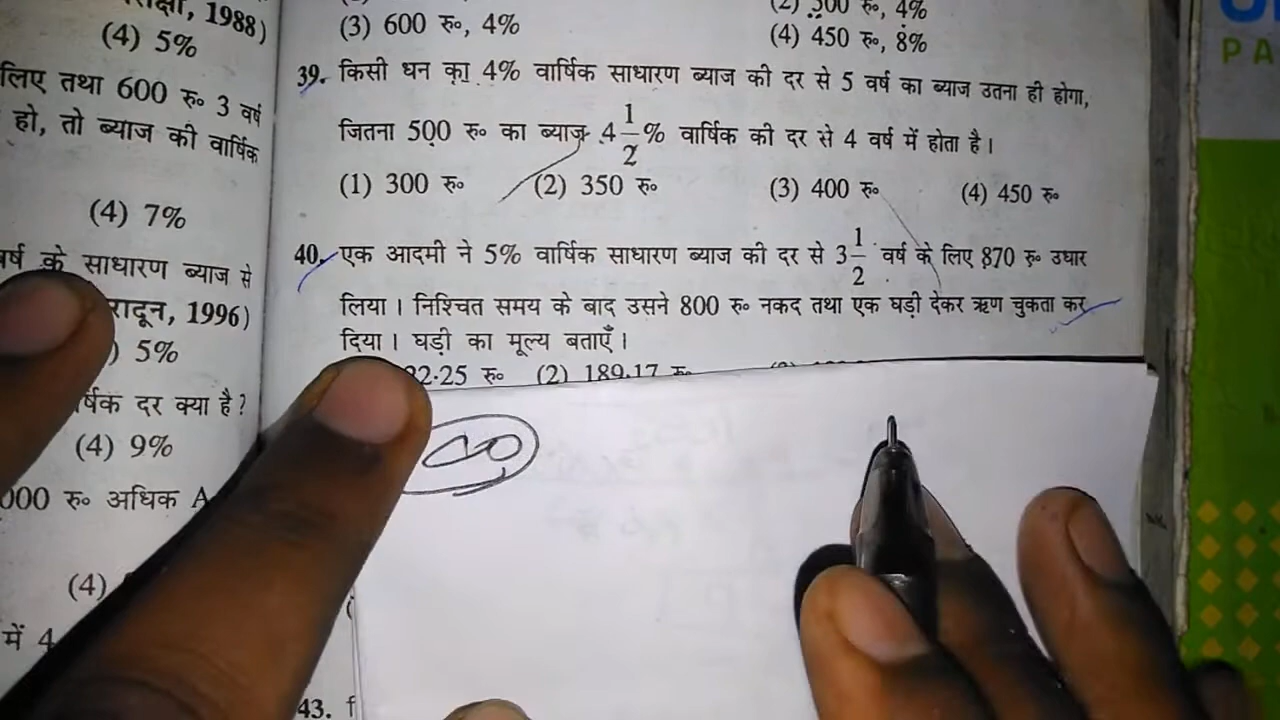 1988)
(4) 5%
लिए तथा 600 रु० 3 वर्ष
हो, तो ब्याज की वार्षिक
(4) 7%
के साधारण ब्याज से
1996)
5%
दर क्या है?
(4) 9%
000 रु० अधिक A
(4)
में 4
(3) 600 रु०, 4%
(4) 450 रु०, 8%
39. किसी धन का 4% वार्षिक साधारण ब्याज की दर से 5 वर्ष का ब्याज उतना ही होगा,
जितना 500 रु० का ब्याज 4 1/2% वार्षिक की दर से 4 वर्ष में होता है।
(1) 300 रु० (2) 350 रु० (3) 400 रु० (4) 450 रु०
40. एक आदमी ने 5% वार्षिक साधारण ब्याज की दर से 3 1/2 वर्ष के लिए 870 रु० उधार
लिया। निश्चित समय के बाद उसने 800 रु० नकद तथा एक घड़ी देकर ऋण चुकता कर
दिया। घड़ी का मूल्य बताएँ।
22.25 रु० (2) 189.17 रु०
43.
PA